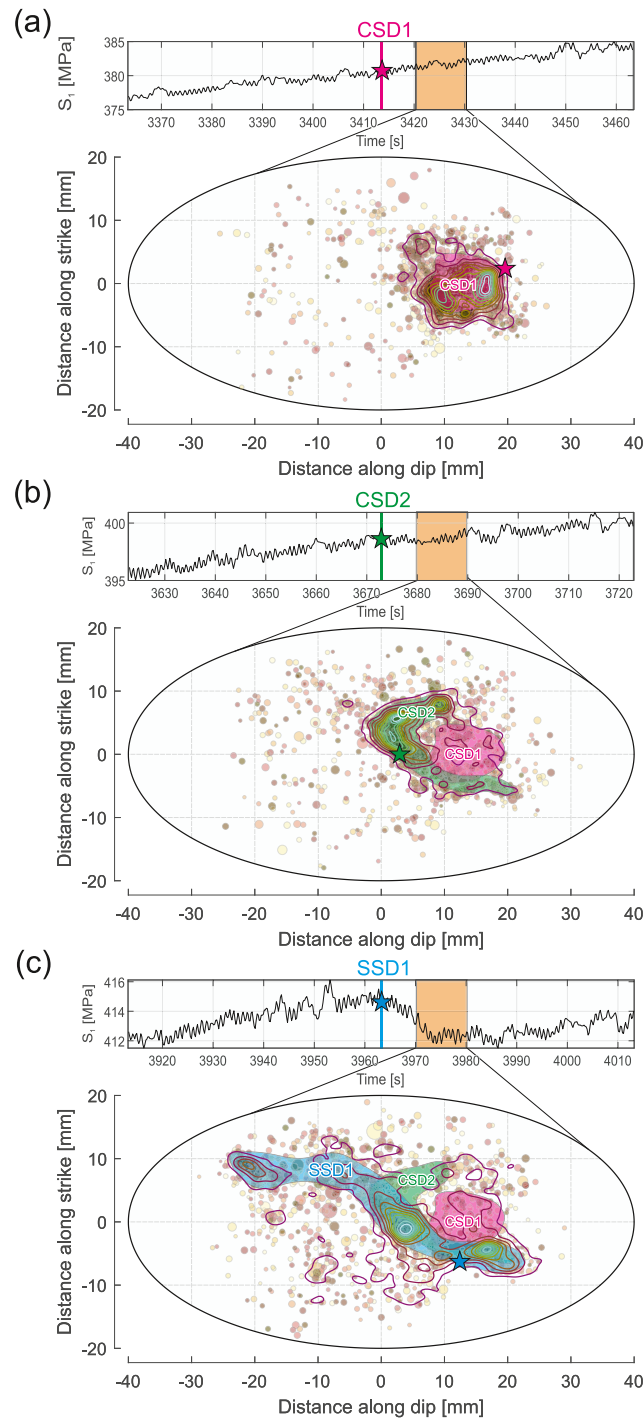 (a)
CSD1
S₁ [MPa]
385
380
375
3370 3380 3390 3400 3410 3420 3430 3440 3450 3460
Time [s]
Distance along strike [mm]
20
10
0
-10
-20
CSD1
-40 -30 -20 -10 0 10 20 30 40
Distance along dip [mm]
(b)
CSD2
S₁ [MPa]
400
395
3630 3640 3650 3660 3670 3680 3690 3700 3710 3720
Time [s]
Distance along strike [mm]
20
10
0
-10
-20
CSD2
CSD1
-40 -30 -20 -10 0 10 20 30 40
Distance along dip [mm]
(c)
SSD1
S₁ [MPa]
416
414
412
3920 3930 3940 3950 3960 3970 3980 3990 4000 4010
Time [s]
Distance along strike [mm]
20
10
0
-10
-20
SSD1
CSD2
CSD1
-40 -30 -20 -10 0 10 20 30 40
Distance along dip [mm]